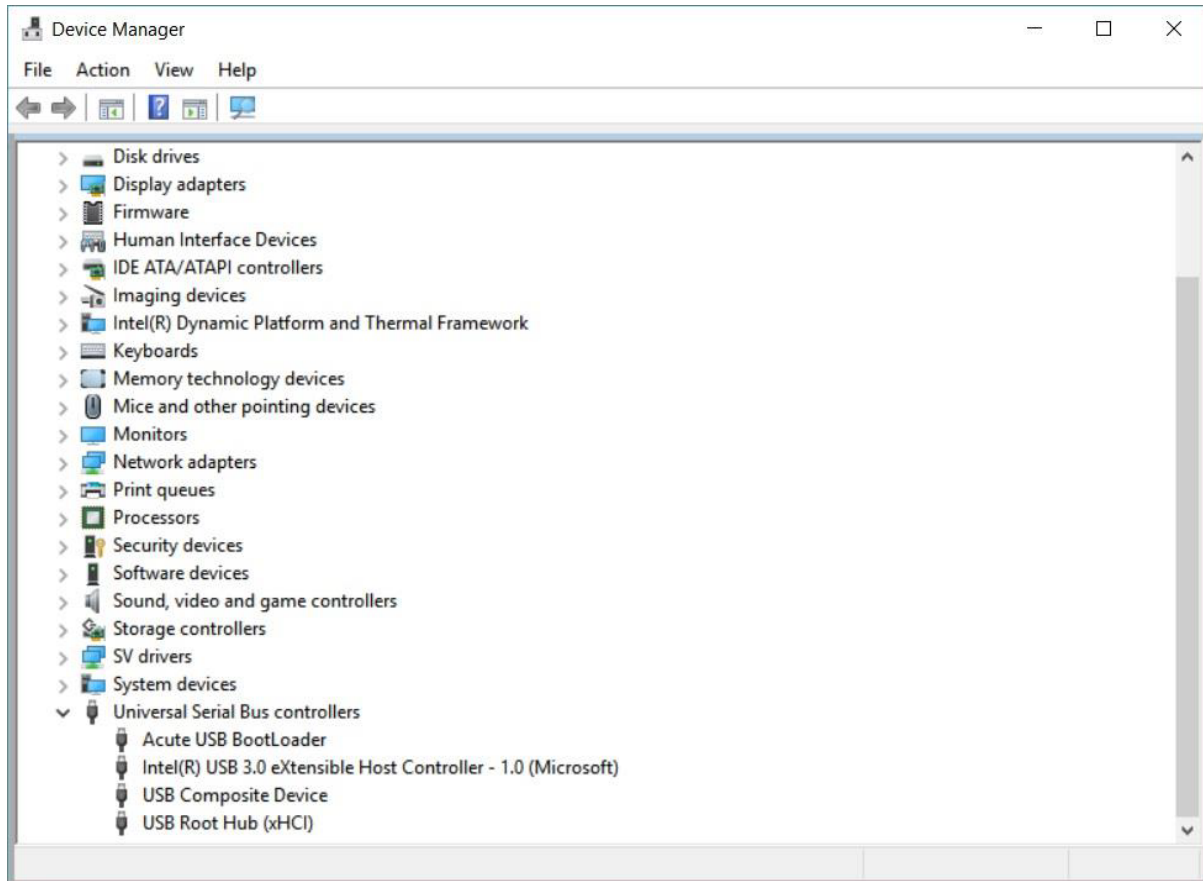 Device Manager
File Action View Help
Disk drives
Display adapters
Firmware
Human Interface Devices
IDE ATA/ATAPI controllers
Imaging devices
Intel(R) Dynamic Platform and Thermal Framework
Keyboards
Memory technology devices
Mice and other pointing devices
Monitors
Network adapters
Print queues
Processors
Security devices
Software devices
Sound, video and game controllers
Storage controllers
SV drivers
System devices
Universal Serial Bus controllers
Acute USB BootLoader
Intel(R) USB 3.0 eXtensible Host Controller - 1.0 (Microsoft)
USB Composite Device
USB Root Hub (xHCI)